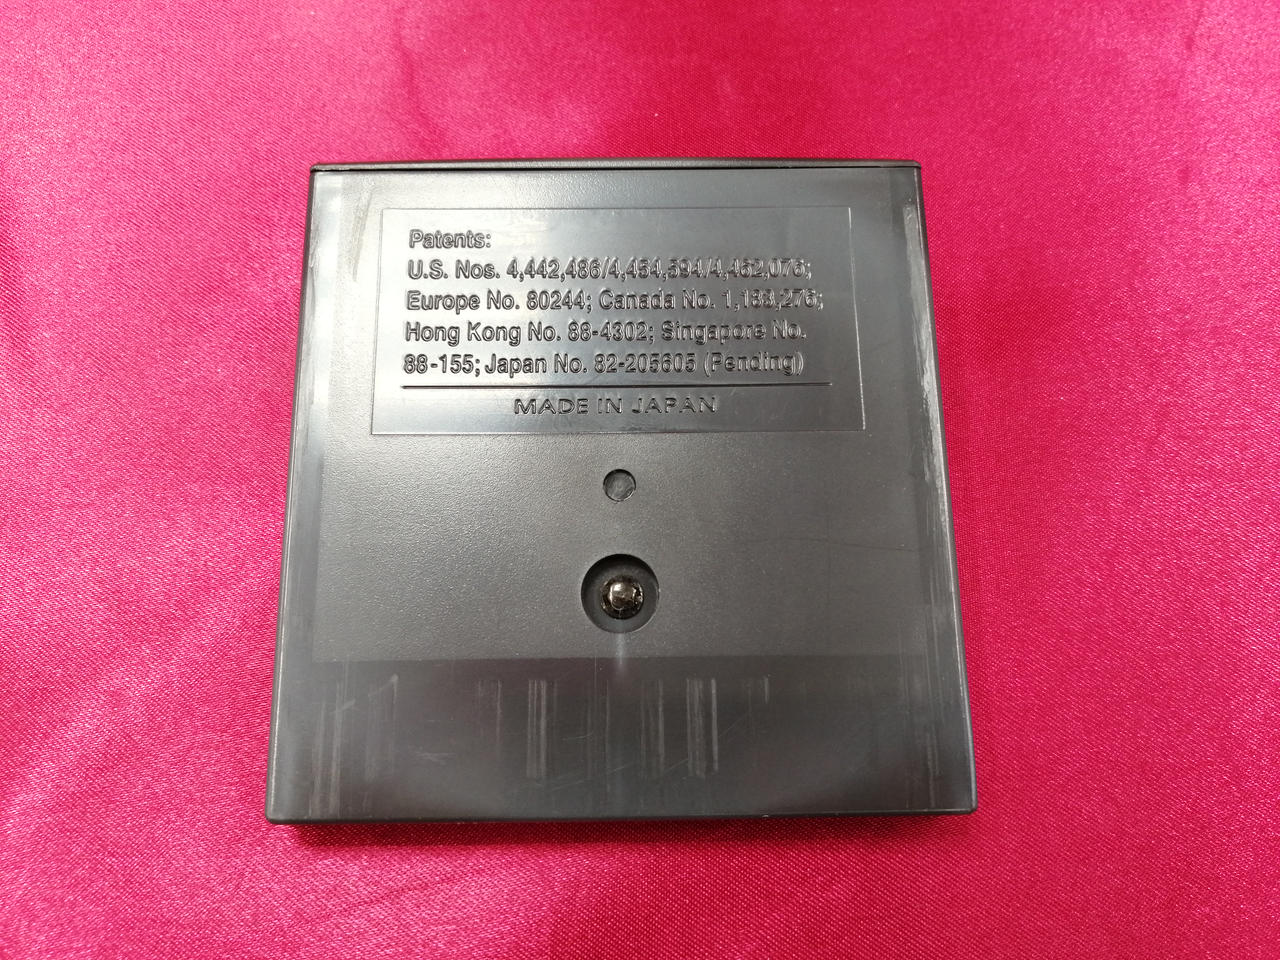 Patents:
U.S. Nos. 4,442,486/4,454,594/4,462,076;
Europe No. 80244; Canada No. 1,183,276;
Hong Kong No. 88-4302; Singapore No.
88-155; Japan No. 82-205605 (Pending)
MADE IN JAPAN